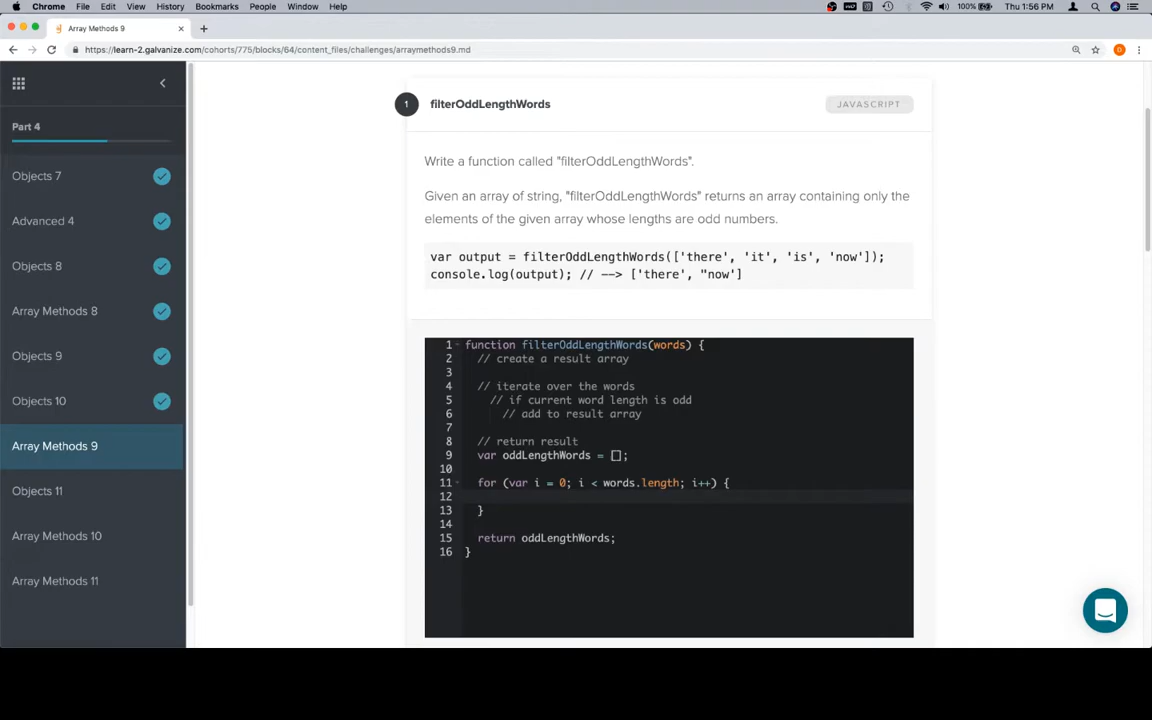 Chrome File Edit View History Bookmarks People Window Help
100% Thu 1:56 PM
Array Methods 9
https://learn-2.galvanize.com/cohorts/775/blocks/64/content_files/challenges/arraymethods9.md
Part 4
Objects 7
Advanced 4
Objects 8
Array Methods 8
Objects 9
Objects 10
Array Methods 9
Objects 11
Array Methods 10
Array Methods 11
1 filterOddLengthWords JAVASCRIPT
Write a function called "filterOddLengthWords".
Given an array of string, "filterOddLengthWords" returns an array containing only the
elements of the given array whose lengths are odd numbers.
var output = filterOddLengthWords(['there', 'it', 'is', 'now']);
console.log(output); // --> ['there', "now']
1 function filterOddLengthWords(words) {
2 // create a result array
3
4 // iterate over the words
5 // if current word length is odd
6 // add to result array
7
8 // return result
9 var oddLengthWords = [];
10
11 for (var i = 0; i < words.length; i++) {
12
13 }
14
15 return oddLengthWords;
16 }